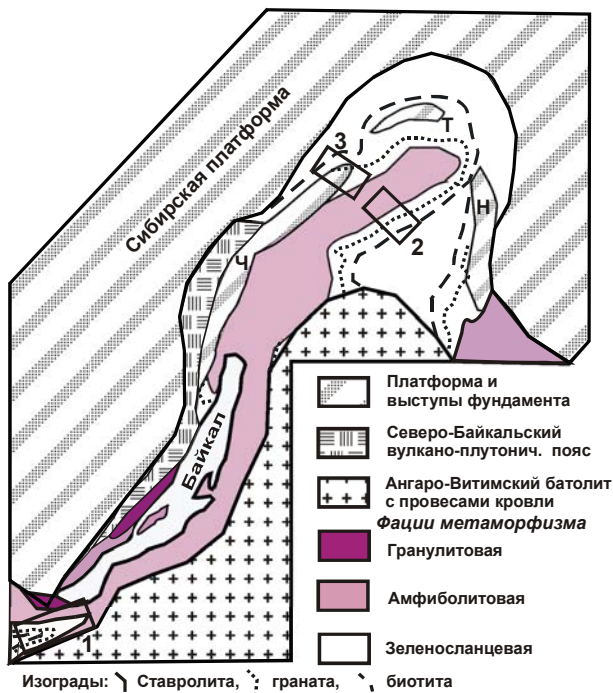 Сибирская платформа
3
Т
Н
2
Ч
Байкал
1
Платформа и
выступы фундамента
Северо-Байкальский
вулкано-плутонич. пояс
Ангаро-Витимский батолит
с провесами кровли
Фации метаморфизма
Гранулитовая
Амфиболитовая
Зеленосланцевая
Изограды: Ставролита, граната, биотита